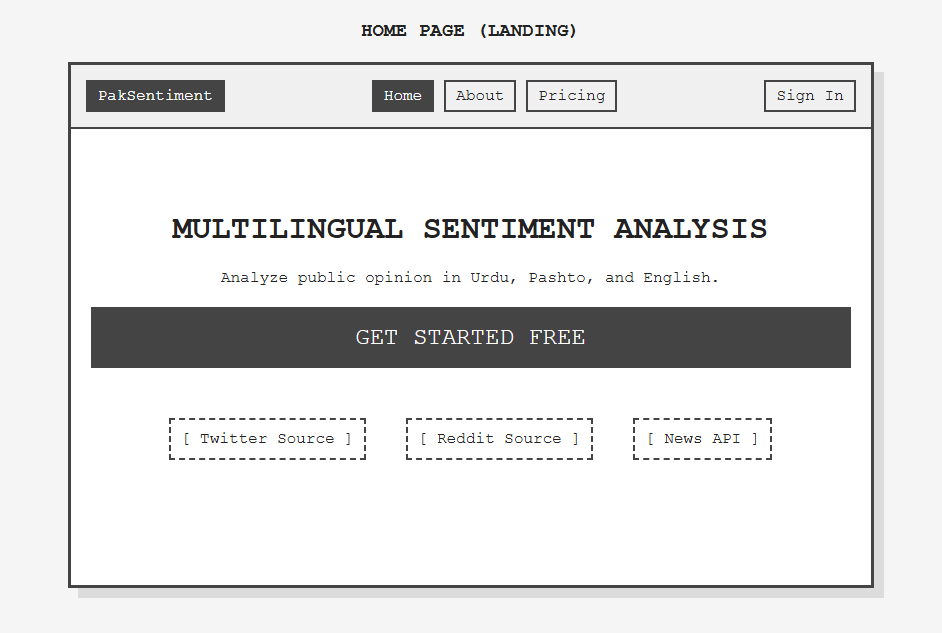 HOME PAGE (LANDING)
PakSentiment Home About Pricing Sign In
MULTILINGUAL SENTIMENT ANALYSIS
Analyze public opinion in Urdu, Pashto, and English.
GET STARTED FREE
[ Twitter Source ] [ Reddit Source ] [ News API ]